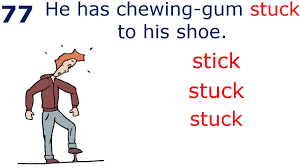 77 He has chewing-gum stuck
to his shoe.
stick
stuck
stuck